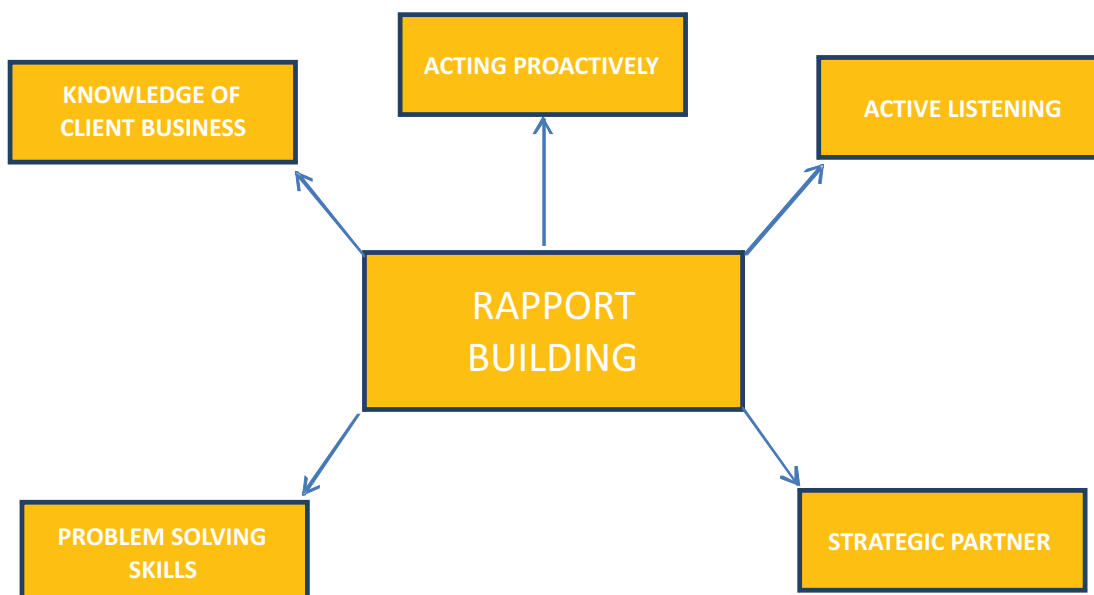 ACTING PROACTIVELY
KNOWLEDGE OF
CLIENT BUSINESS
ACTIVE LISTENING
RAPPORT
BUILDING
PROBLEM SOLVING
SKILLS
STRATEGIC PARTNER